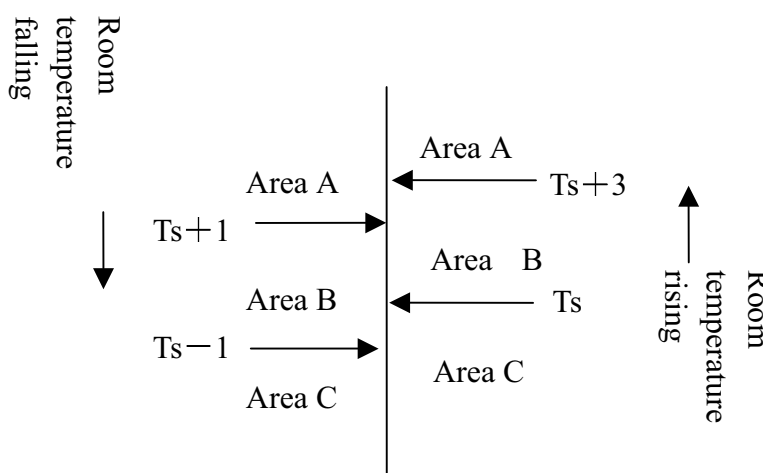 Room
temperature
falling
Area A
Ts+1
Area B
Ts−1
Area C
Area A
Ts+3
Area B
Ts
Area C
Room
temperature
rising